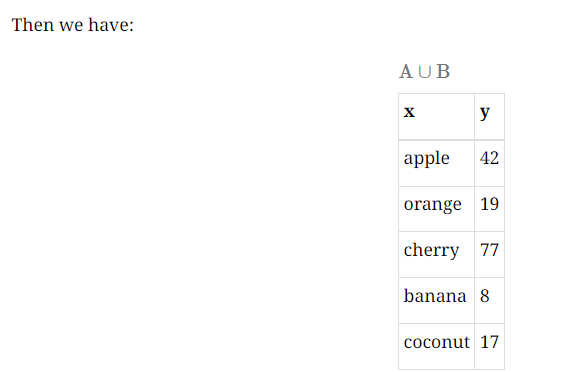 Then we have:
A ∪ B
x y
apple 42
orange 19
cherry 77
banana 8
coconut 17